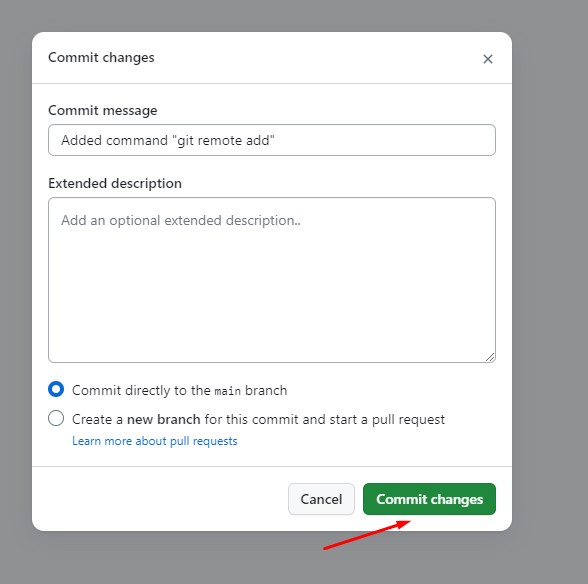 Commit changes
Commit message
Added command "git remote add"
Extended description
Add an optional extended description..
Commit directly to the main branch
Create a new branch for this commit and start a pull request
Learn more about pull requests
Cancel
Commit changes